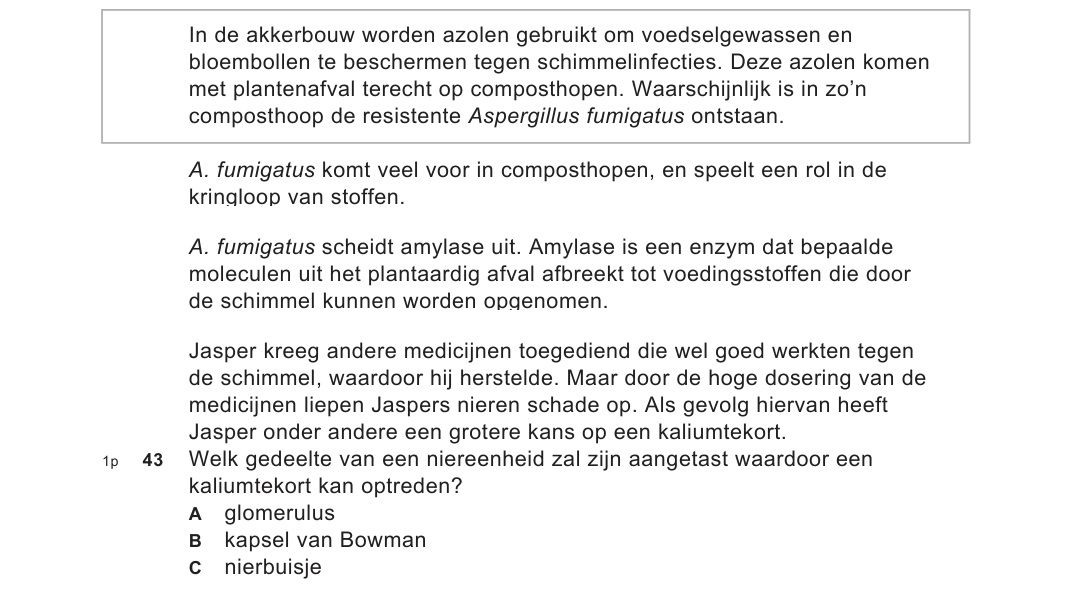 In de akkerbouw worden azolen gebruikt om voedselgewassen en
bloembollen te beschermen tegen schimmelinfecties. Deze azolen komen
met plantenafval terecht op composthopen. Waarschijnlijk is in zo’n
composthoop de resistente Aspergillus fumigatus ontstaan.
A. fumigatus komt veel voor in composthopen, en speelt een rol in de
kringloop van stoffen.
A. fumigatus scheidt amylase uit. Amylase is een enzym dat bepaalde
moleculen uit het plantaardig afval afbreekt tot voedingsstoffen die door
de schimmel kunnen worden opgenomen.
Jasper kreeg andere medicijnen toegediend die wel goed werkten tegen
de schimmel, waardoor hij herstelde. Maar door de hoge dosering van de
medicijnen liepen Jaspers nieren schade op. Als gevolg hiervan heeft
Jasper onder andere een grotere kans op een kaliumtekort.
1p 43 Welk gedeelte van een niereenheid zal zijn aangetast waardoor een
kaliumtekort kan optreden?
A glomerulus
B kapsel van Bowman
C nierbuisje